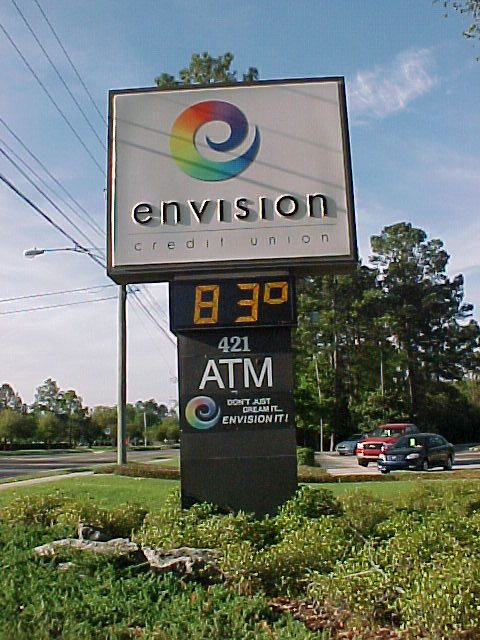 envision
credit union
83°
421
ATM
DON'T JUST
DREAM IT...
ENVISION IT!